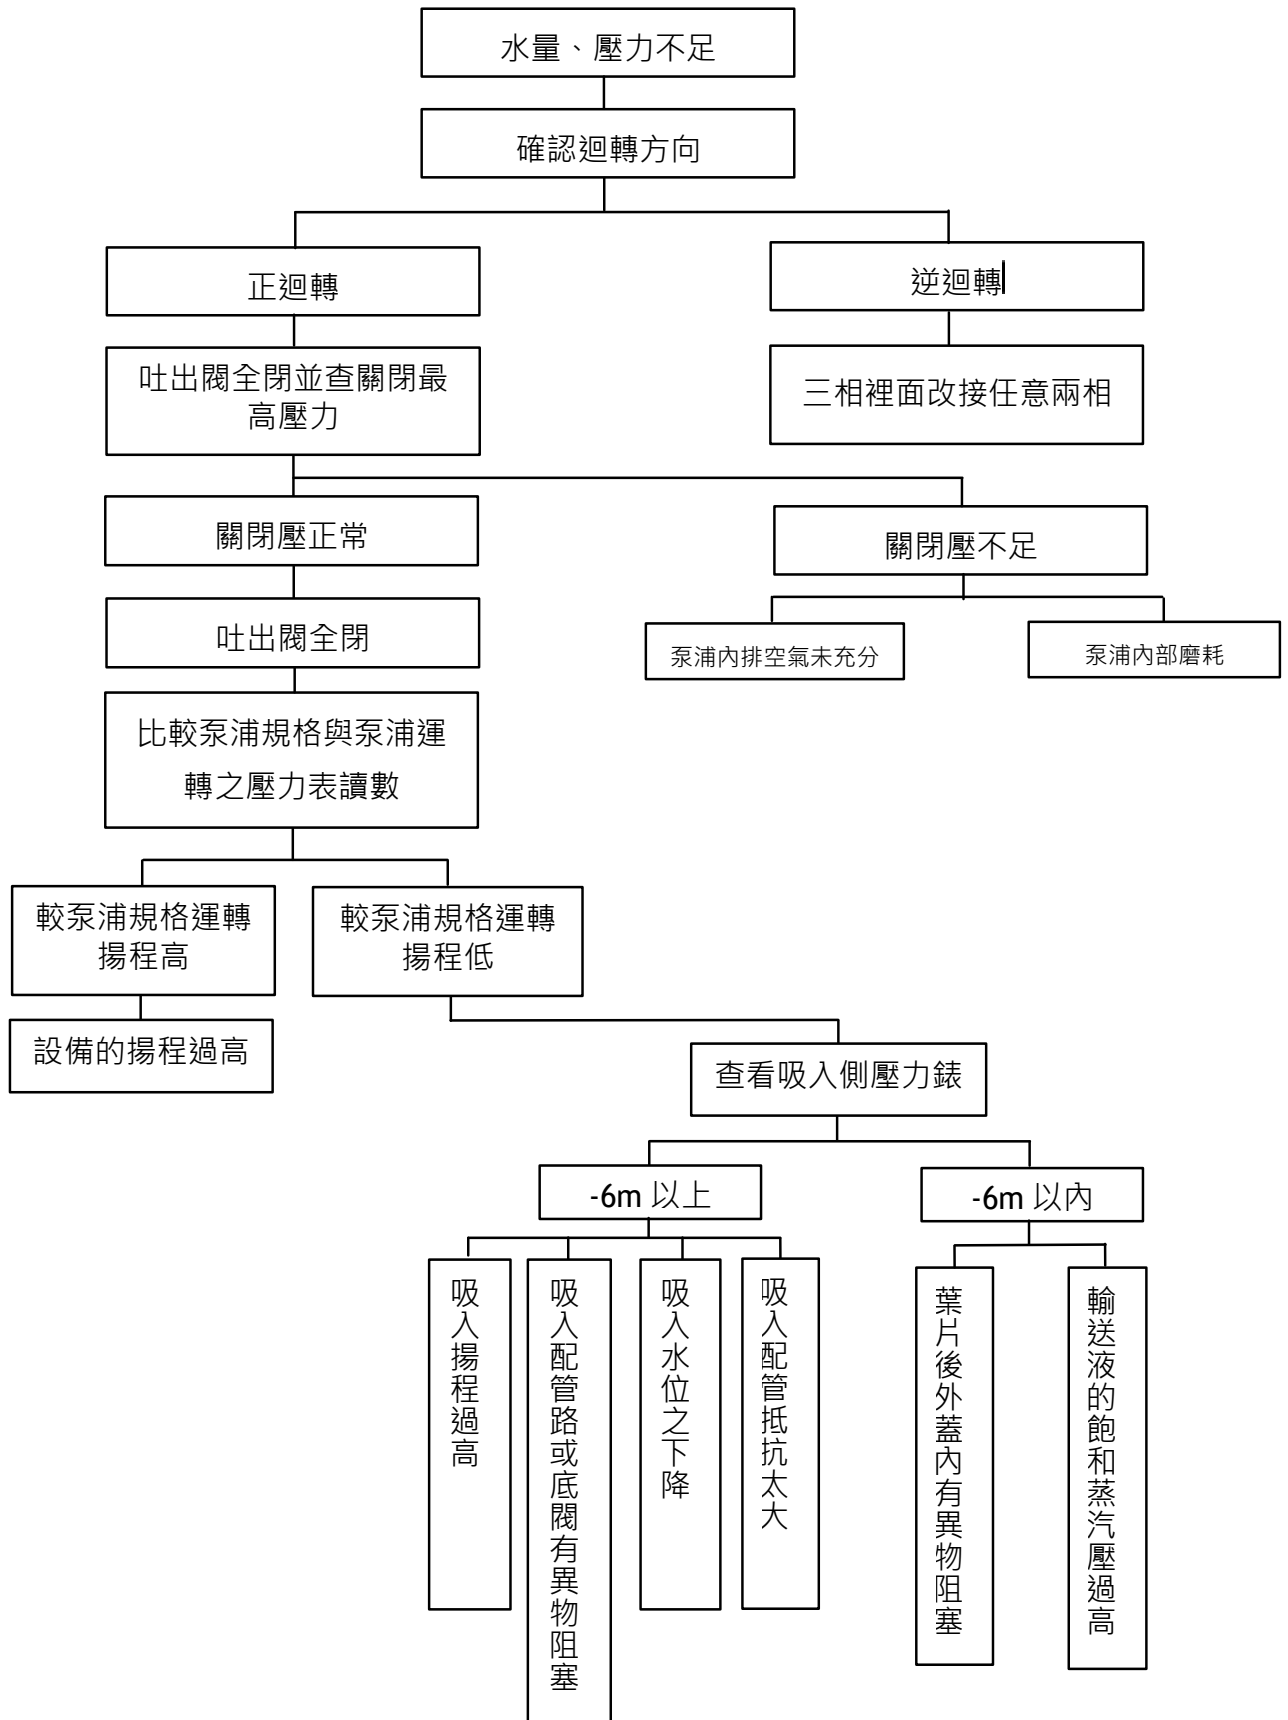 水量、壓力不足
確認迴轉方向
正迴轉
逆迴轉
吐出閥全閉並查關閉最
高壓力
三相裡面改接任意兩相
關閉壓正常
關閉壓不足
吐出閥全閉
泵浦內排空氣未充分
泵浦內部磨耗
比較泵浦規格與泵浦運
轉之壓力表讀數
較泵浦規格運轉
揚程高
較泵浦規格運轉
揚程低
設備的揚程過高
查看吸入側壓力錶
-6m 以上
-6m 以內
吸入揚程過高
吸入配管路或底閥有異物阻塞
吸入水位之下降
吸入配管抵抗太大
葉片後外蓋內有異物阻塞
輸送液的飽和蒸汽壓過高